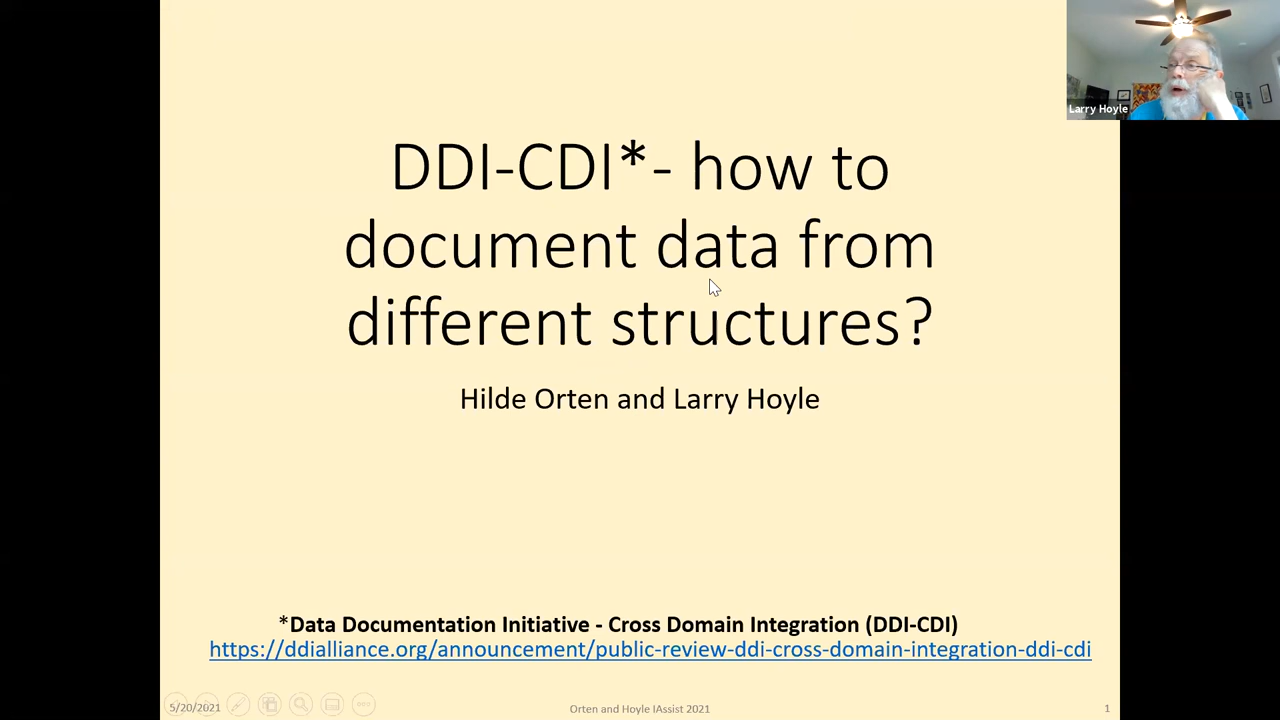 Larry Hoyle
DDI-CDI*- how to
document data from
different structures?
Hilde Orten and Larry Hoyle
*Data Documentation Initiative - Cross Domain Integration (DDI-CDI)
https://ddialliance.org/announcement/public-review-ddi-cross-domain-integration-ddi-cdi
5/20/2021
Orten and Hoyle IAssist 2021
1